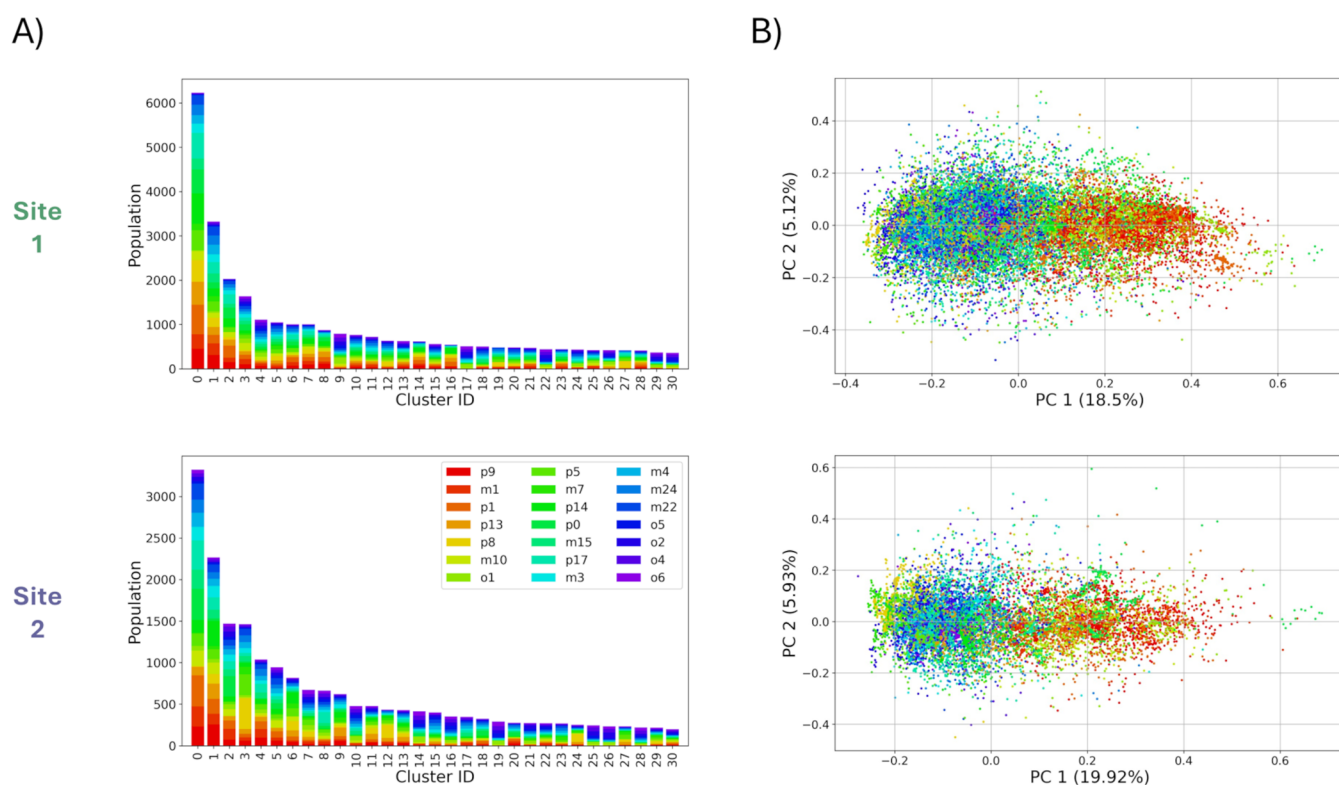 A)
B)
Site
1
Population
6000
5000
4000
3000
2000
1000
0
0 1 2 3 4 5 6 7 8 9 10 11 12 13 14 15 16 17 18 19 20 21 22 23 24 25 26 27 28 29 30
Cluster ID
PC 2 (5.12%)
0.4
0.2
0.0
−0.2
−0.4
−0.4 −0.2 0.0 0.2 0.4 0.6
PC 1 (18.5%)
Site
2
Population
3000
2500
2000
1500
1000
500
0
p9 p5 m4
m1 m7 m24
p1 p14 m22
p13 p0 o5
p8 m15 o2
m10 p17 o4
o1 m3 o6
0 1 2 3 4 5 6 7 8 9 10 11 12 13 14 15 16 17 18 19 20 21 22 23 24 25 26 27 28 29 30
Cluster ID
PC 2 (5.93%)
0.6
0.4
0.2
0.0
−0.2
−0.4
−0.2 0.0 0.2 0.4 0.6
PC 1 (19.92%)